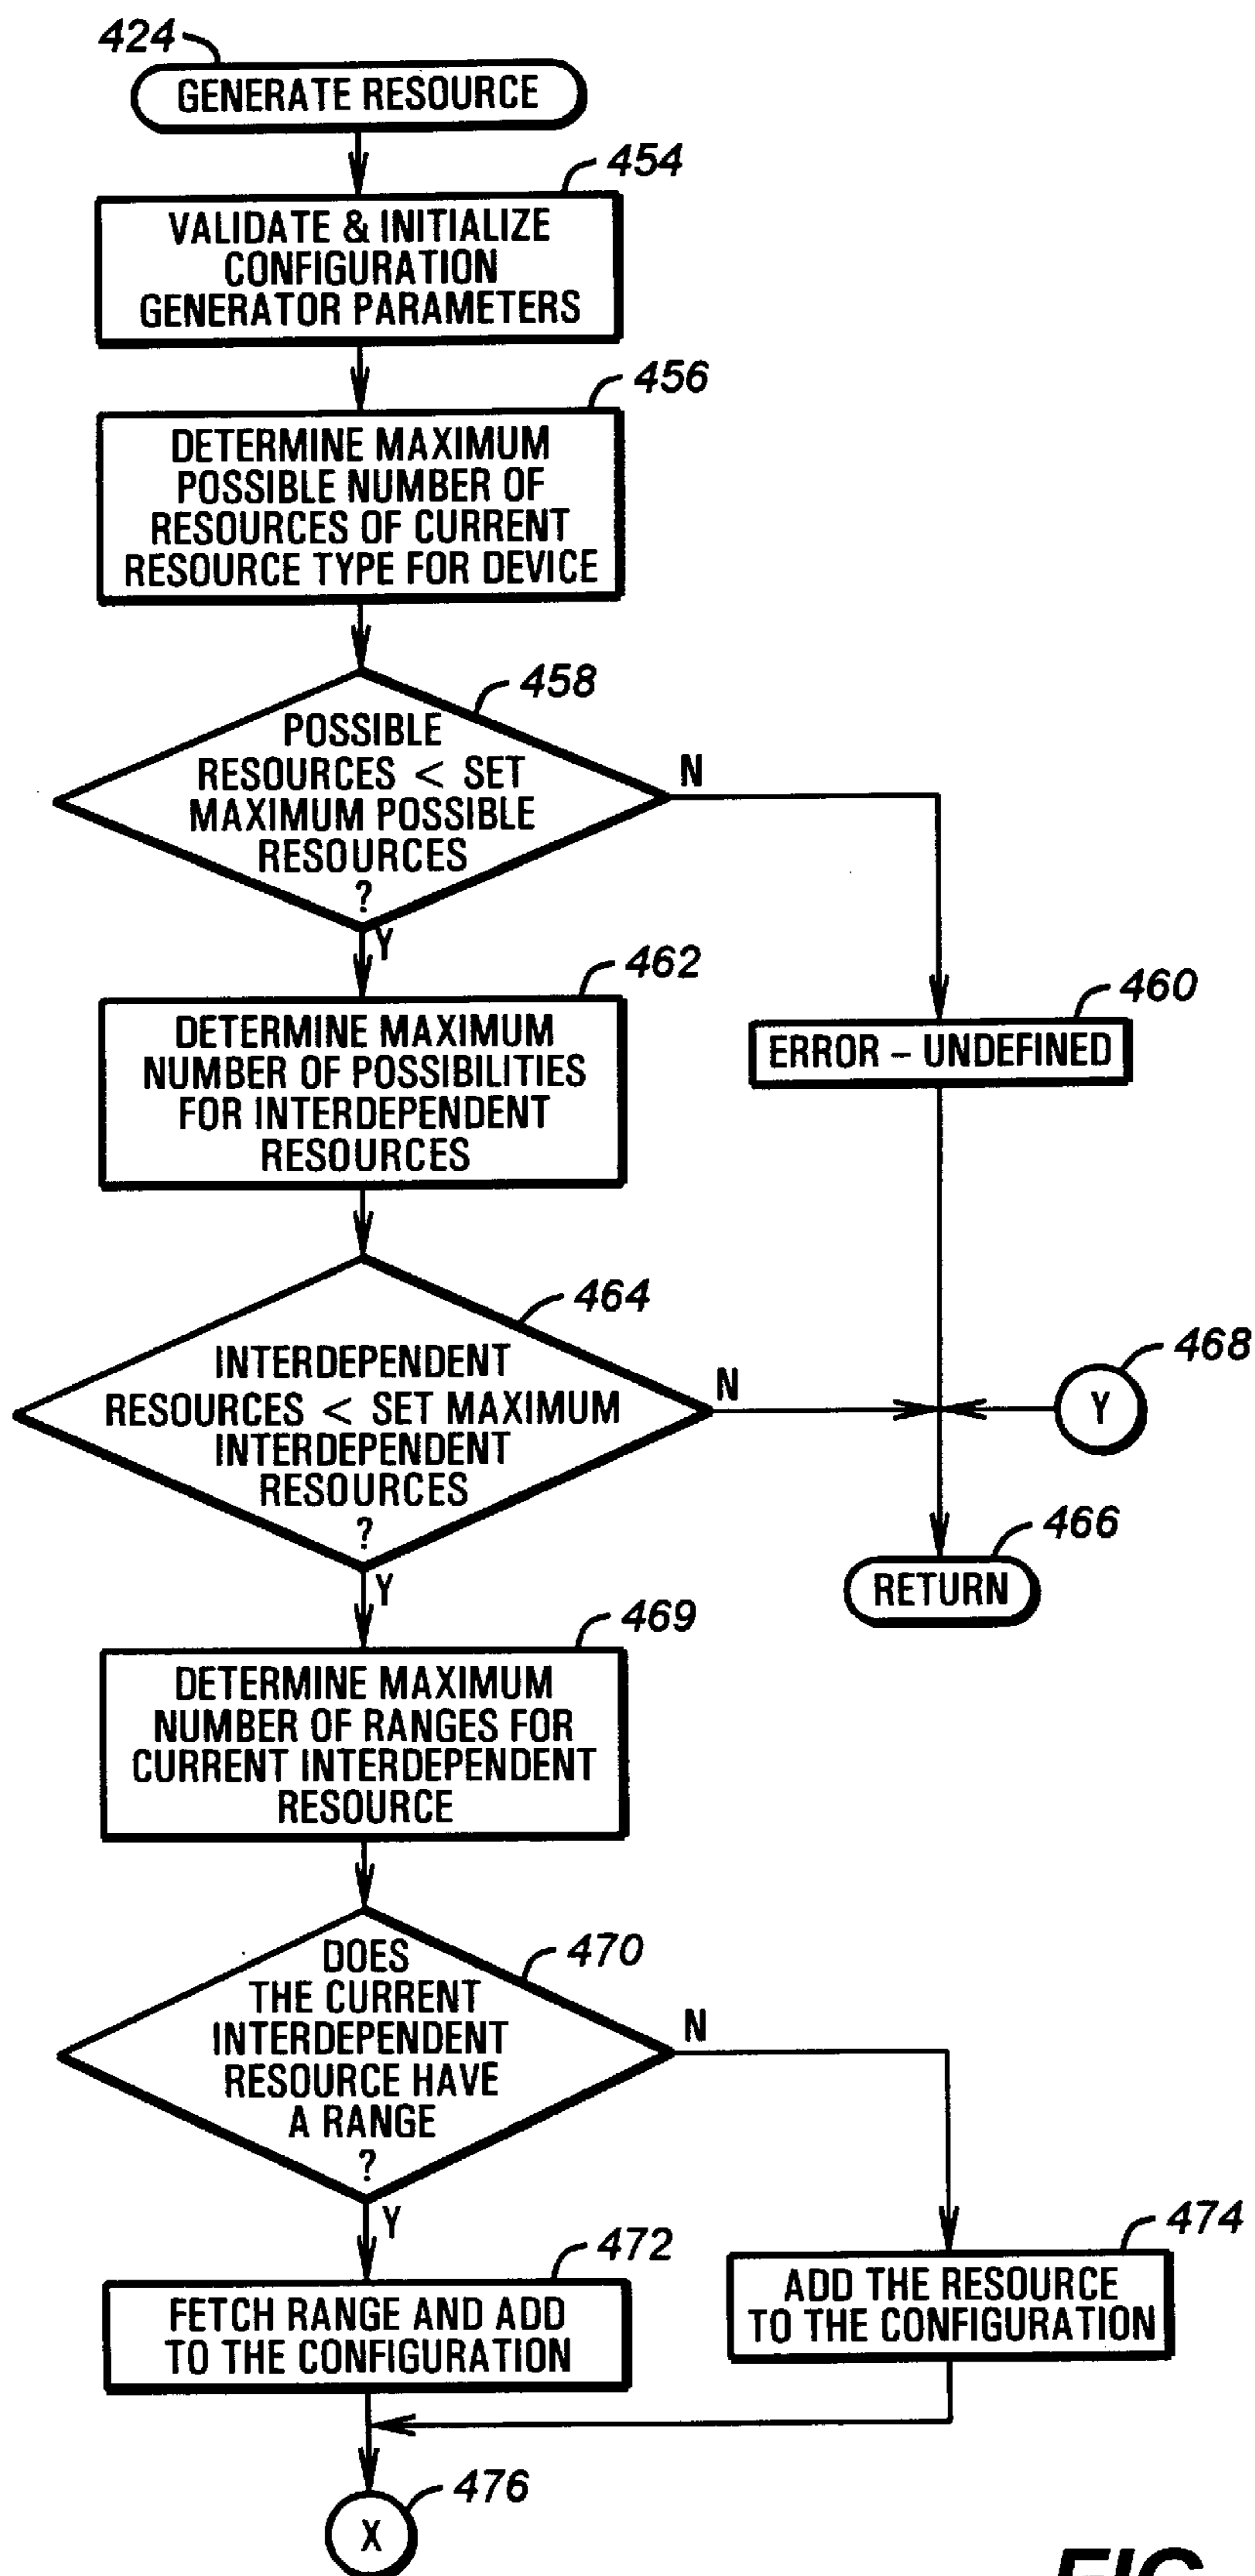 424
GENERATE RESOURCE
454
VALIDATE & INITIALIZE
CONFIGURATION
GENERATOR PARAMETERS
456
DETERMINE MAXIMUM
POSSIBLE NUMBER OF
RESOURCES OF CURRENT
RESOURCE TYPE FOR DEVICE
458
POSSIBLE
RESOURCES < SET
MAXIMUM POSSIBLE
RESOURCES
?
N
Y
462
DETERMINE MAXIMUM
NUMBER OF POSSIBILITIES
FOR INTERDEPENDENT
RESOURCES
460
ERROR – UNDEFINED
464
INTERDEPENDENT
RESOURCES < SET MAXIMUM
INTERDEPENDENT
RESOURCES
?
N
Y
468
Y
466
RETURN
469
DETERMINE MAXIMUM
NUMBER OF RANGES FOR
CURRENT INTERDEPENDENT
RESOURCE
470
DOES
THE CURRENT
INTERDEPENDENT
RESOURCE HAVE
A RANGE
?
N
Y
472
FETCH RANGE AND ADD
TO THE CONFIGURATION
474
ADD THE RESOURCE
TO THE CONFIGURATION
476
X
FIG